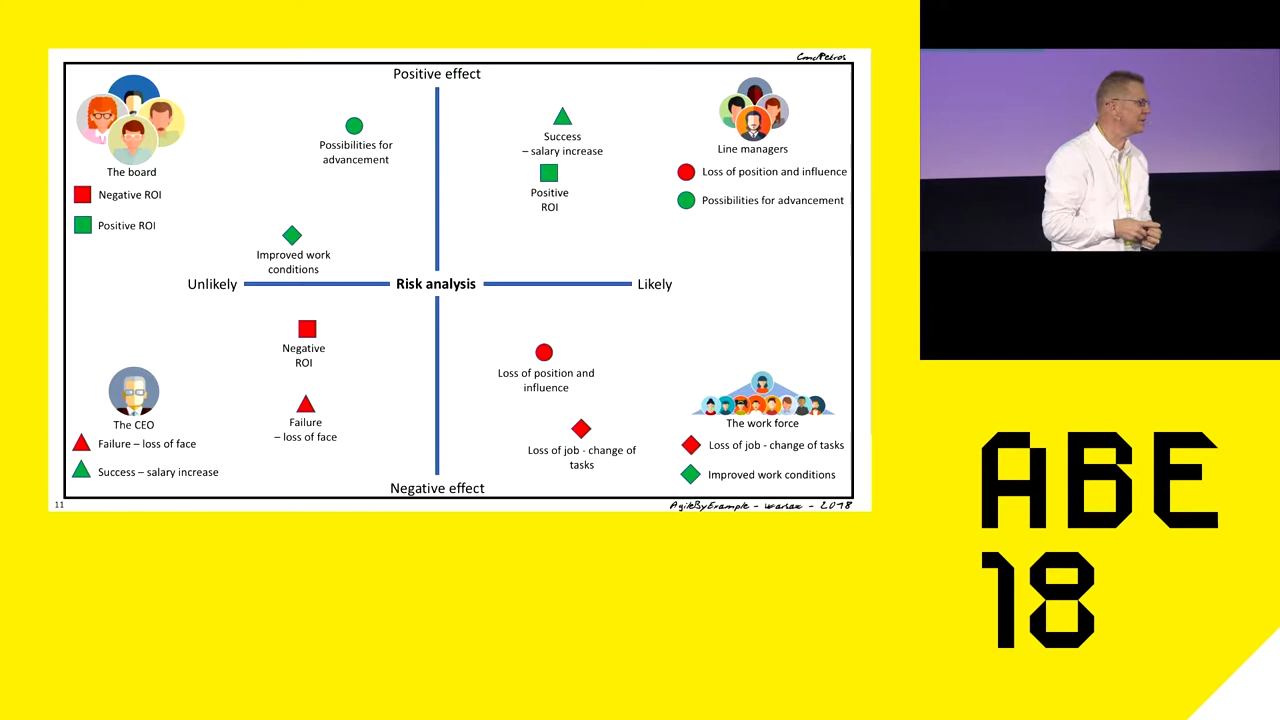 CmdPetros
Positive effect
The board
Negative ROI
Positive ROI
Possibilities for
advancement
Success
– salary increase
Positive
ROI
Line managers
Loss of position and influence
Possibilities for advancement
Improved work
conditions
Unlikely
Risk analysis
Likely
Negative
ROI
Failure
– loss of face
Loss of position and
influence
Loss of job - change of
tasks
The CEO
Failure – loss of face
Success – salary increase
The work force
Loss of job - change of tasks
Improved work conditions
Negative effect
11
AgileByExample - Warsaw - 2018
ABE
18